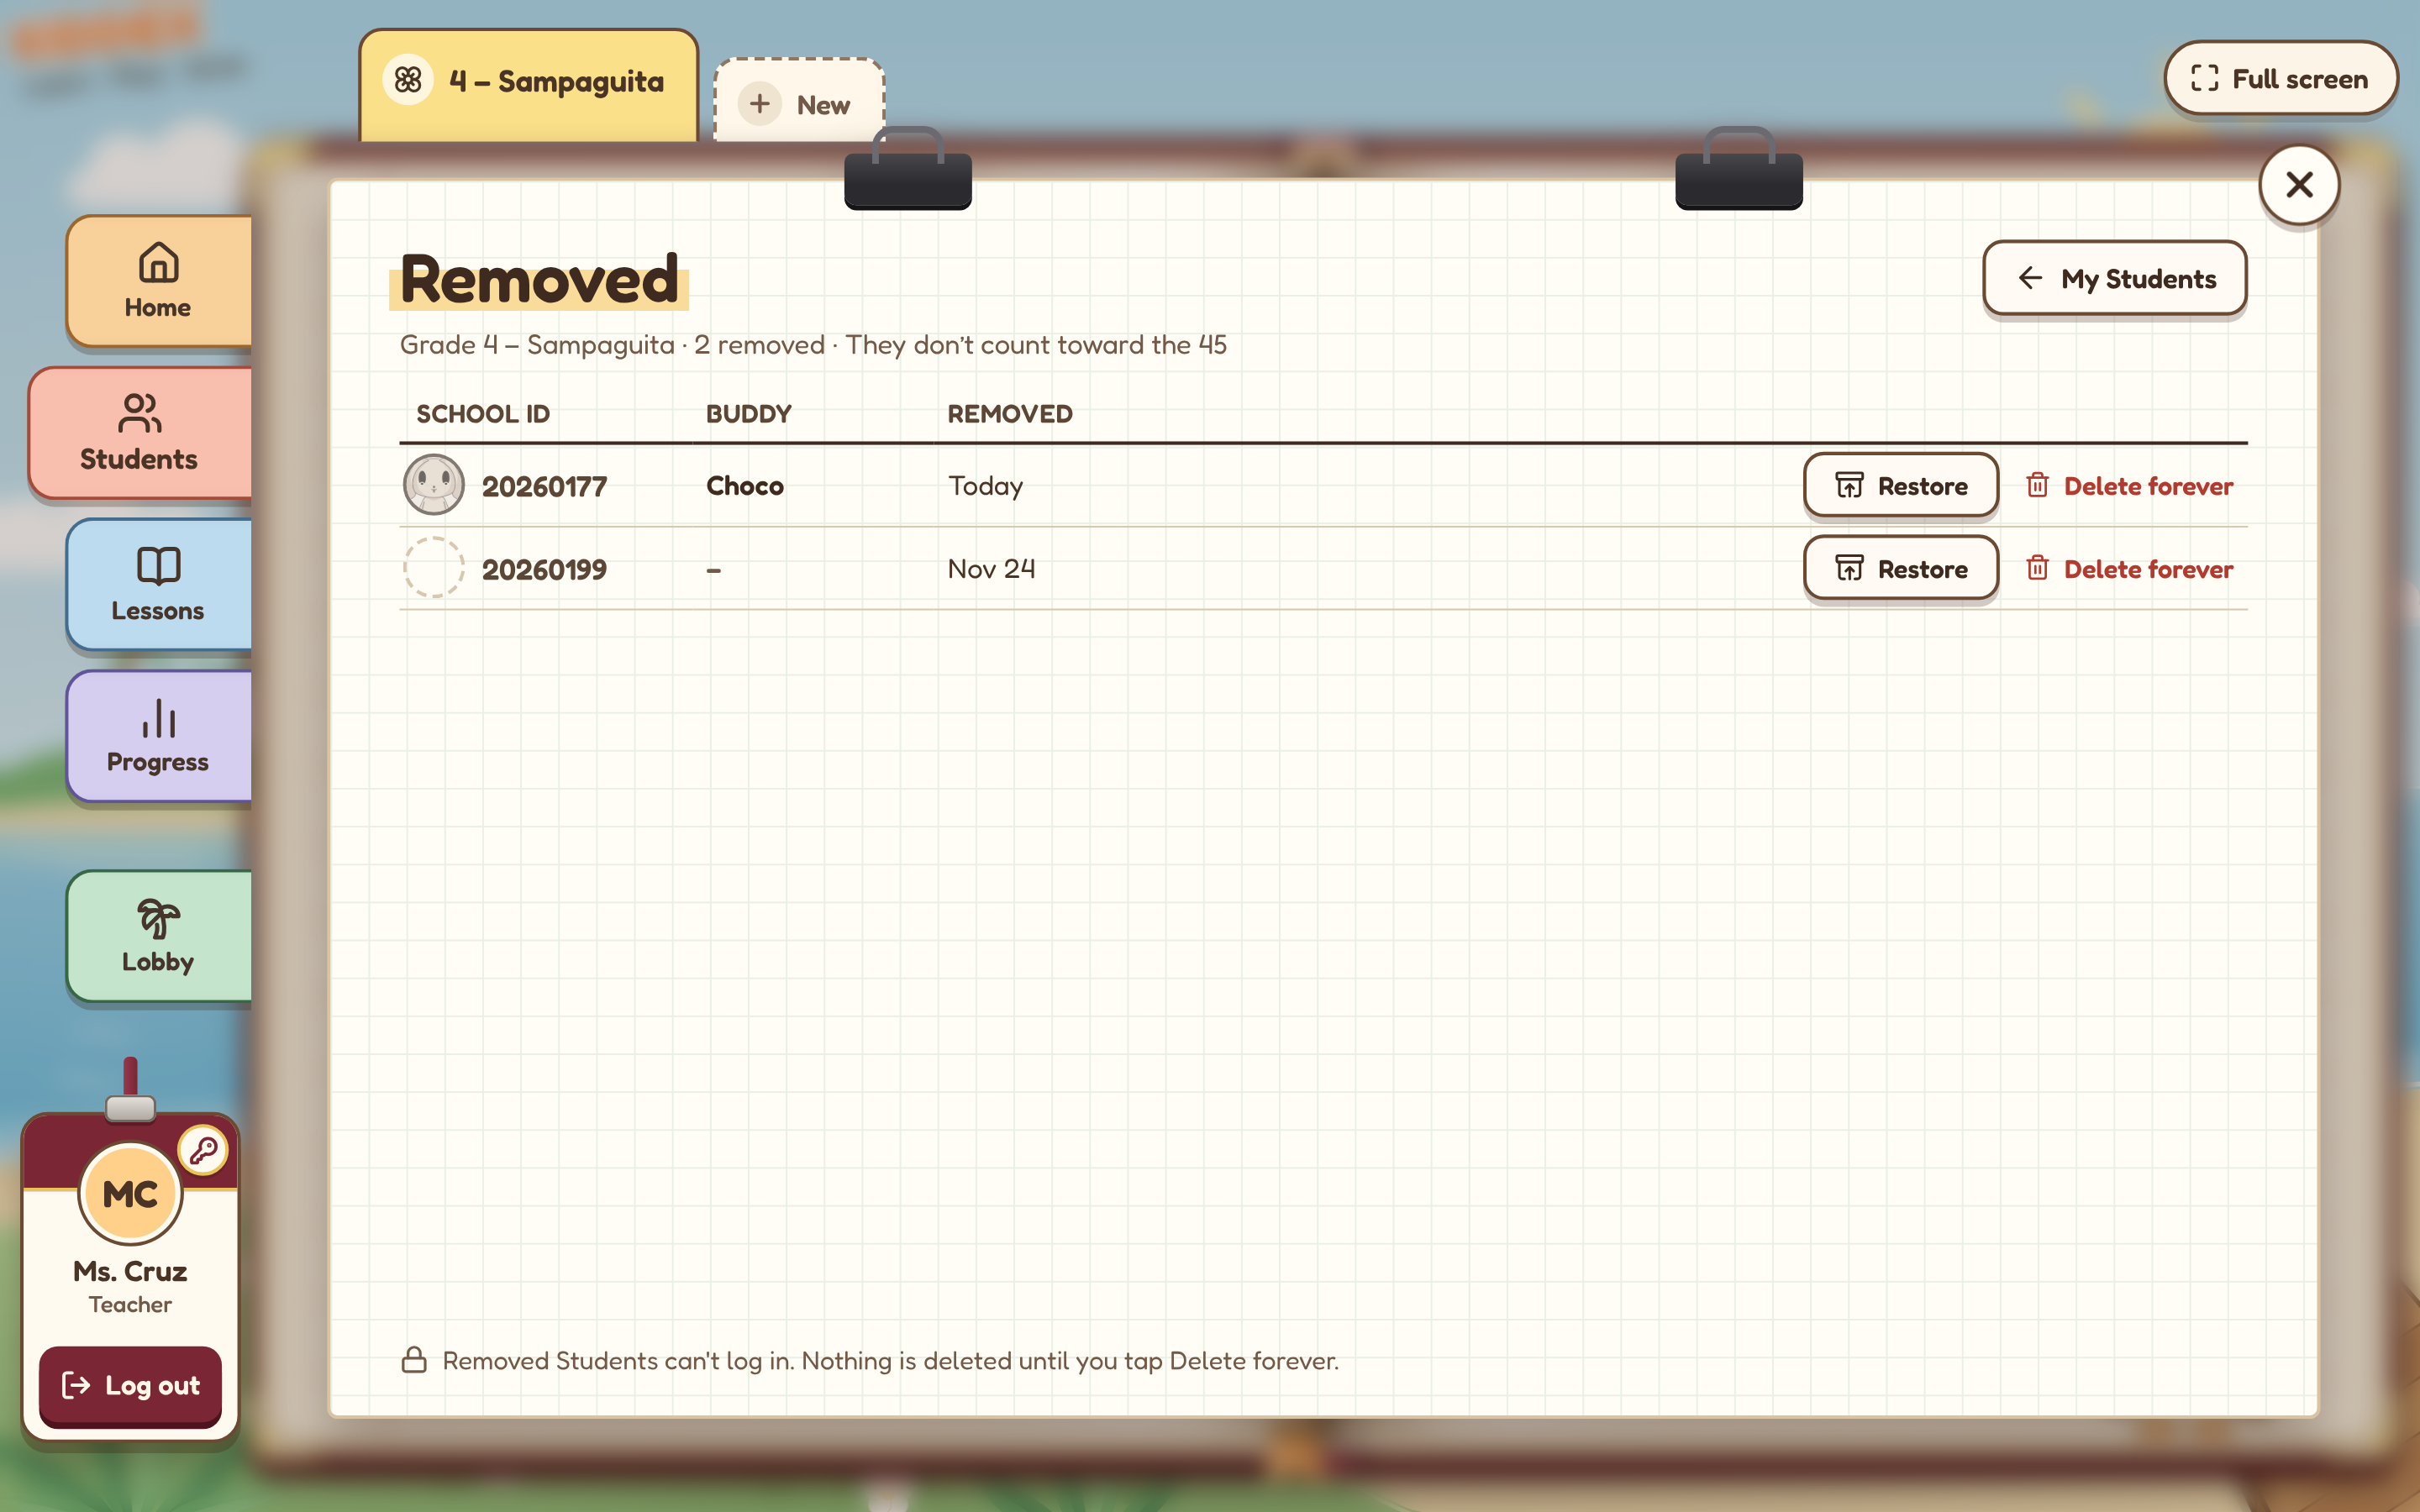 4 – Sampaguita
New
Full screen
Home
Students
Lessons
Progress
Lobby
MC
Ms. Cruz
Teacher
Log out
Removed
My Students
Grade 4 – Sampaguita · 2 removed · They don’t count toward the 45
SCHOOL ID BUDDY REMOVED
20260177 Choco Today Restore Delete forever
20260199 – Nov 24 Restore Delete forever
Removed Students can't log in. Nothing is deleted until you tap Delete forever.